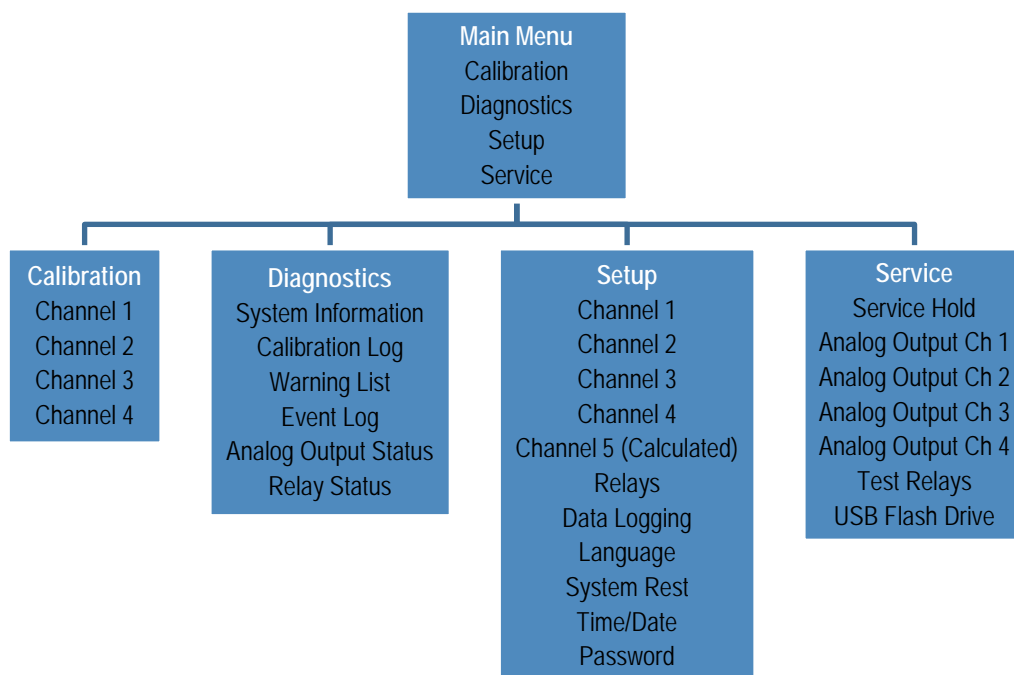 Main Menu
Calibration
Diagnostics
Setup
Service
Calibration
Channel 1
Channel 2
Channel 3
Channel 4
Diagnostics
System Information
Calibration Log
Warning List
Event Log
Analog Output Status
Relay Status
Setup
Channel 1
Channel 2
Channel 3
Channel 4
Channel 5 (Calculated)
Relays
Data Logging
Language
System Rest
Time/Date
Password
Service
Service Hold
Analog Output Ch 1
Analog Output Ch 2
Analog Output Ch 3
Analog Output Ch 4
Test Relays
USB Flash Drive